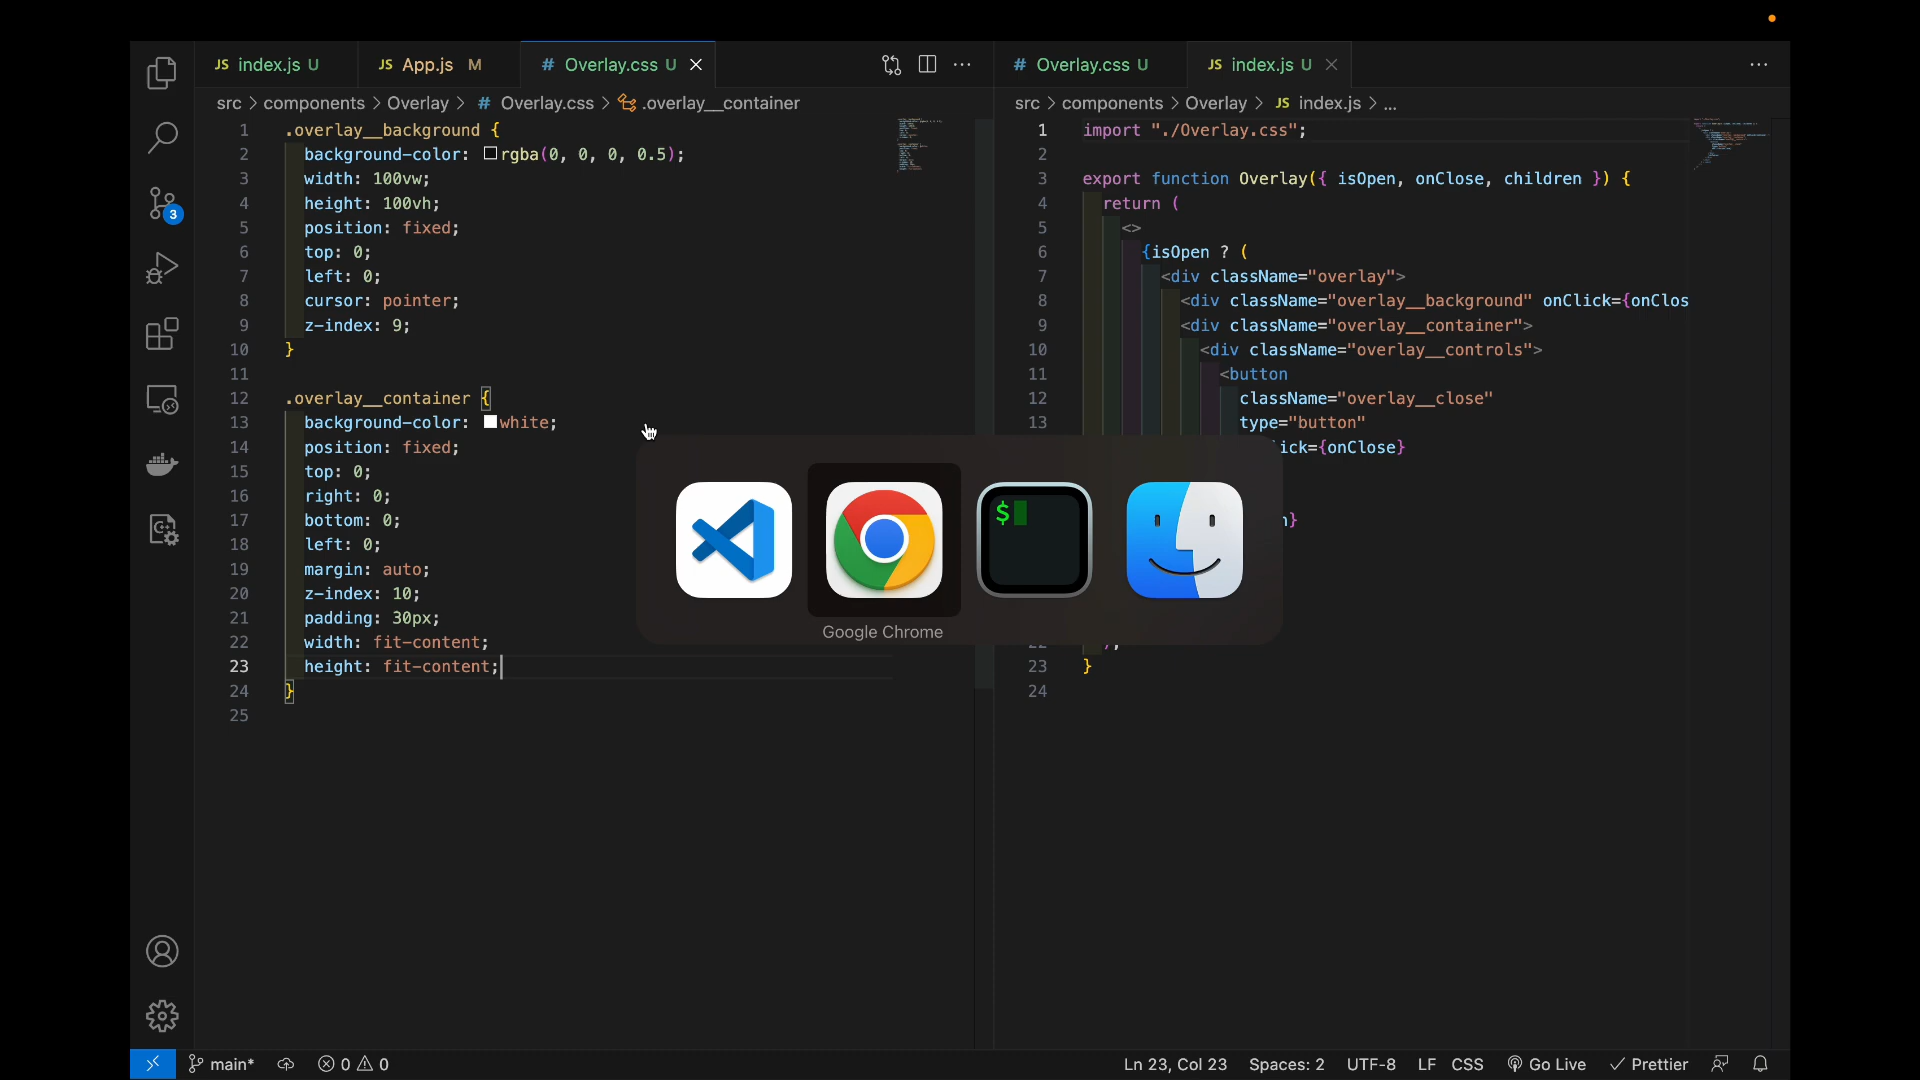 JS index.js U
JS App.js M
# Overlay.css U
# Overlay.css U
JS index.js U
src > components > Overlay > # Overlay.css > .overlay__container
1 .overlay__background {
2 background-color: rgba(0, 0, 0, 0.5);
3 width: 100vw;
4 height: 100vh;
5 position: fixed;
6 top: 0;
7 left: 0;
8 cursor: pointer;
9 z-index: 9;
10 }
11
12 .overlay__container {
13 background-color: white;
14 position: fixed;
15 top: 0;
16 right: 0;
17 bottom: 0;
18 left: 0;
19 margin: auto;
20 z-index: 10;
21 padding: 30px;
22 width: fit-content;
23 height: fit-content;
24 }
25
src > components > Overlay > JS index.js > ...
1 import "./Overlay.css";
2
3 export function Overlay({ isOpen, onClose, children }) {
4 return (
5 <>
6 {isOpen ? (
7 <div className="overlay">
8 <div className="overlay__background" onClick={onClos
9 <div className="overlay__container">
10 <div className="overlay__controls">
11 <button
12 className="overlay__close"
13 type="button"
ick={onClose}
}
);
23 }
24
3
$
Google Chrome
main*
0 0
Ln 23, Col 23
Spaces: 2
UTF-8
LF
CSS
Go Live
Prettier